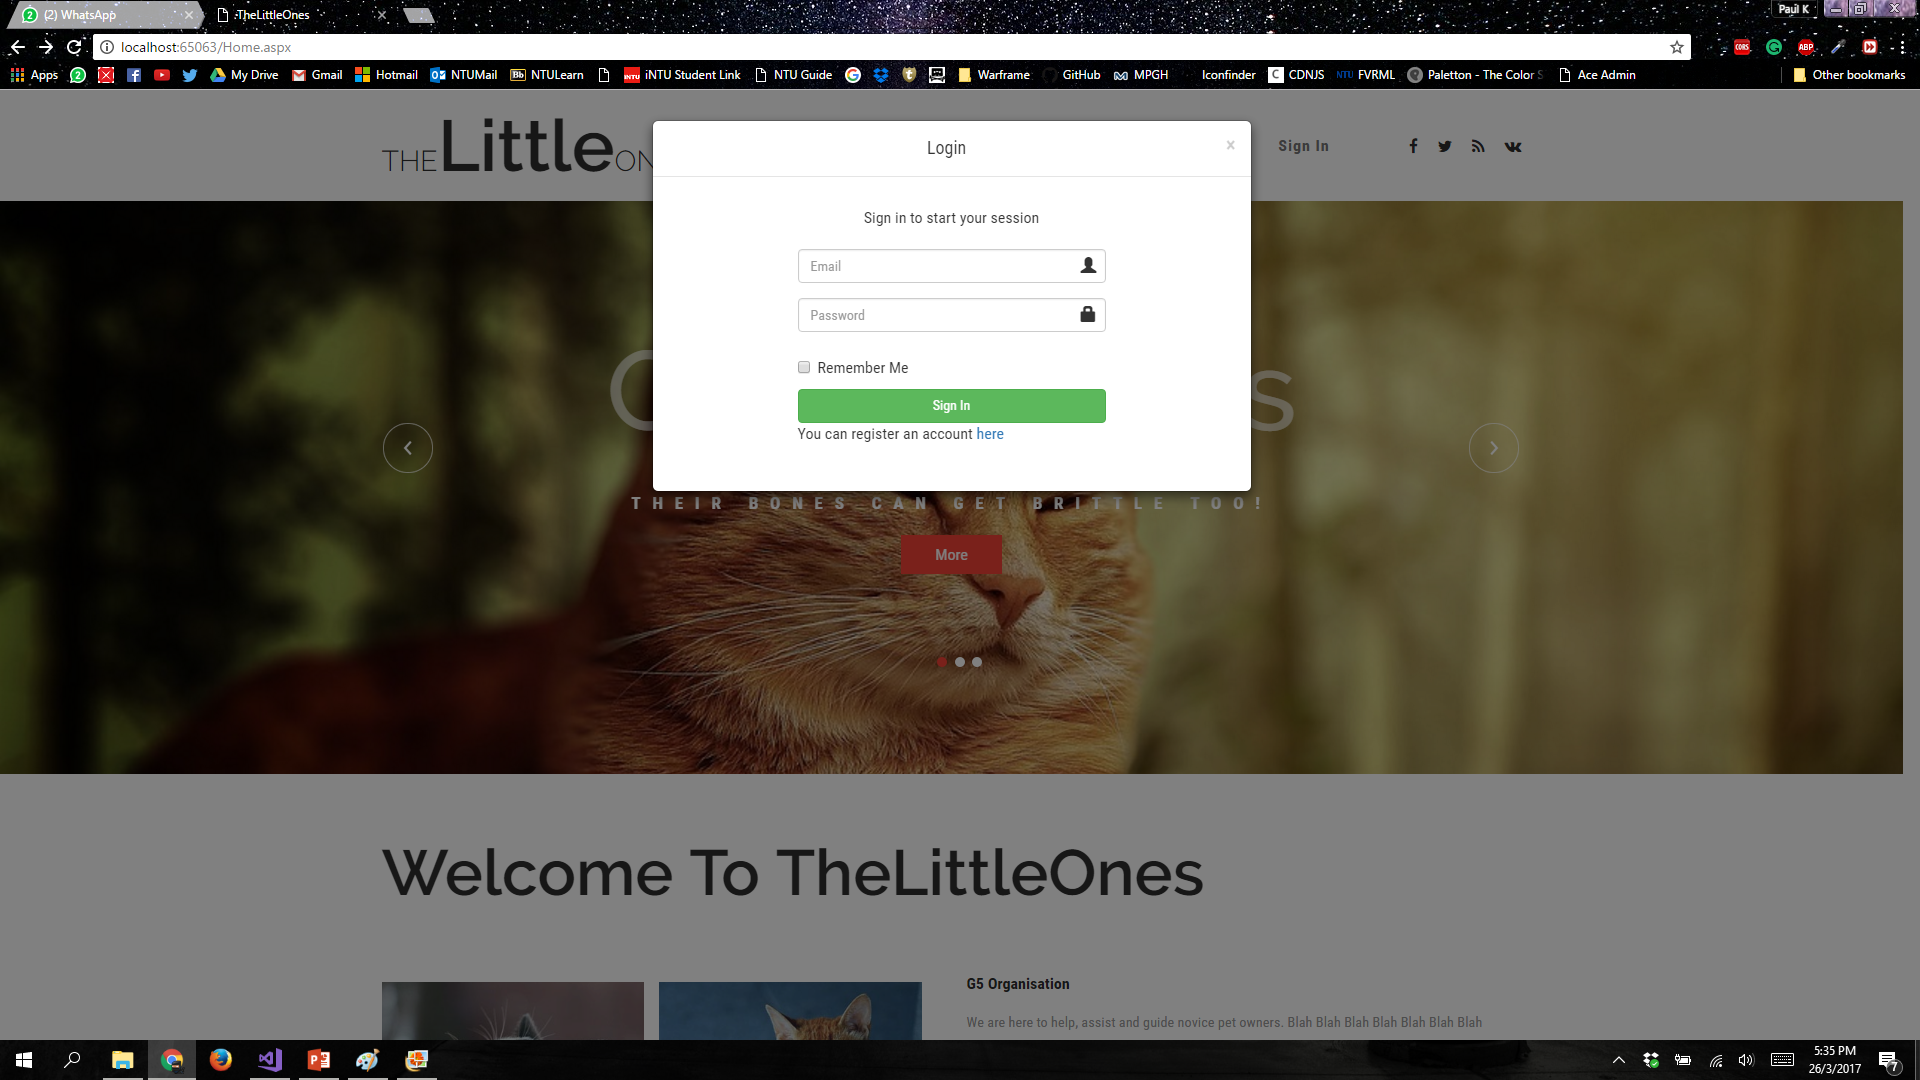 (2) WhatsApp
TheLittleOnes
Paul K
localhost:65063/Home.aspx
Apps
My Drive
Gmail
Hotmail
NTUMail
Bb NTULearn
iNTU Student Link
NTU Guide
Warframe
GitHub
MPGH
Iconfinder
C CDNJS
NTU FVRML
Paletton - The Color S
Ace Admin
Other bookmarks
THELittleON
Login
×
Sign In
Sign in to start your session
Email
Password
Remember Me
Sign In
You can register an account here
THEIR BONES CAN GET BRITTLE TOO!
More
Welcome To TheLittleOnes
G5 Organisation
We are here to help, assist and guide novice pet owners. Blah Blah Blah Blah Blah Blah Blah
5:35 PM
26/3/2017
7